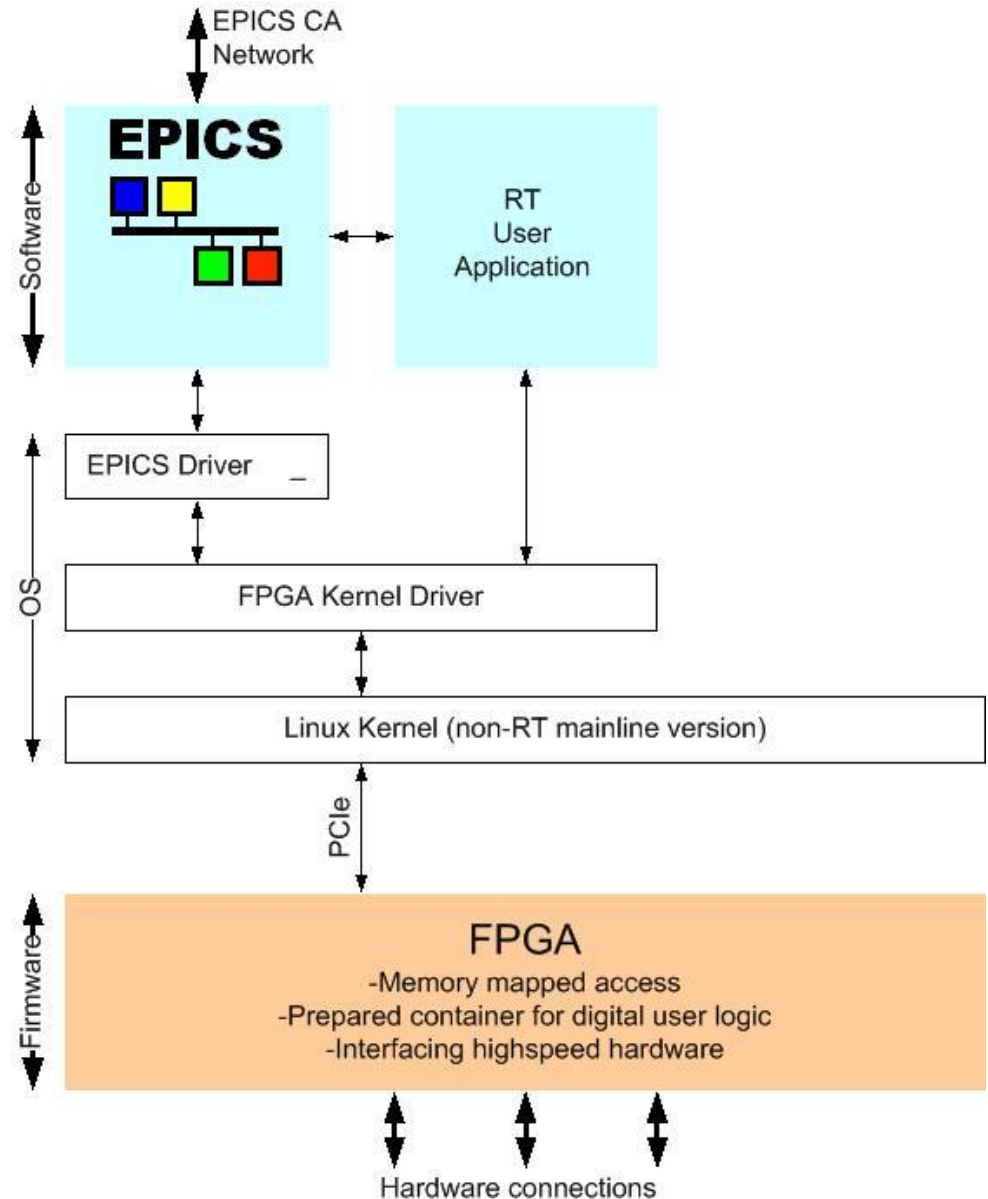 EPICS CA
Network
Software
EPICS
RT
User
Application
OS
EPICS Driver _
FPGA Kernel Driver
Linux Kernel (non-RT mainline version)
PCIe
Firmware
FPGA
-Memory mapped access
-Prepared container for digital user logic
-Interfacing highspeed hardware
Hardware connections